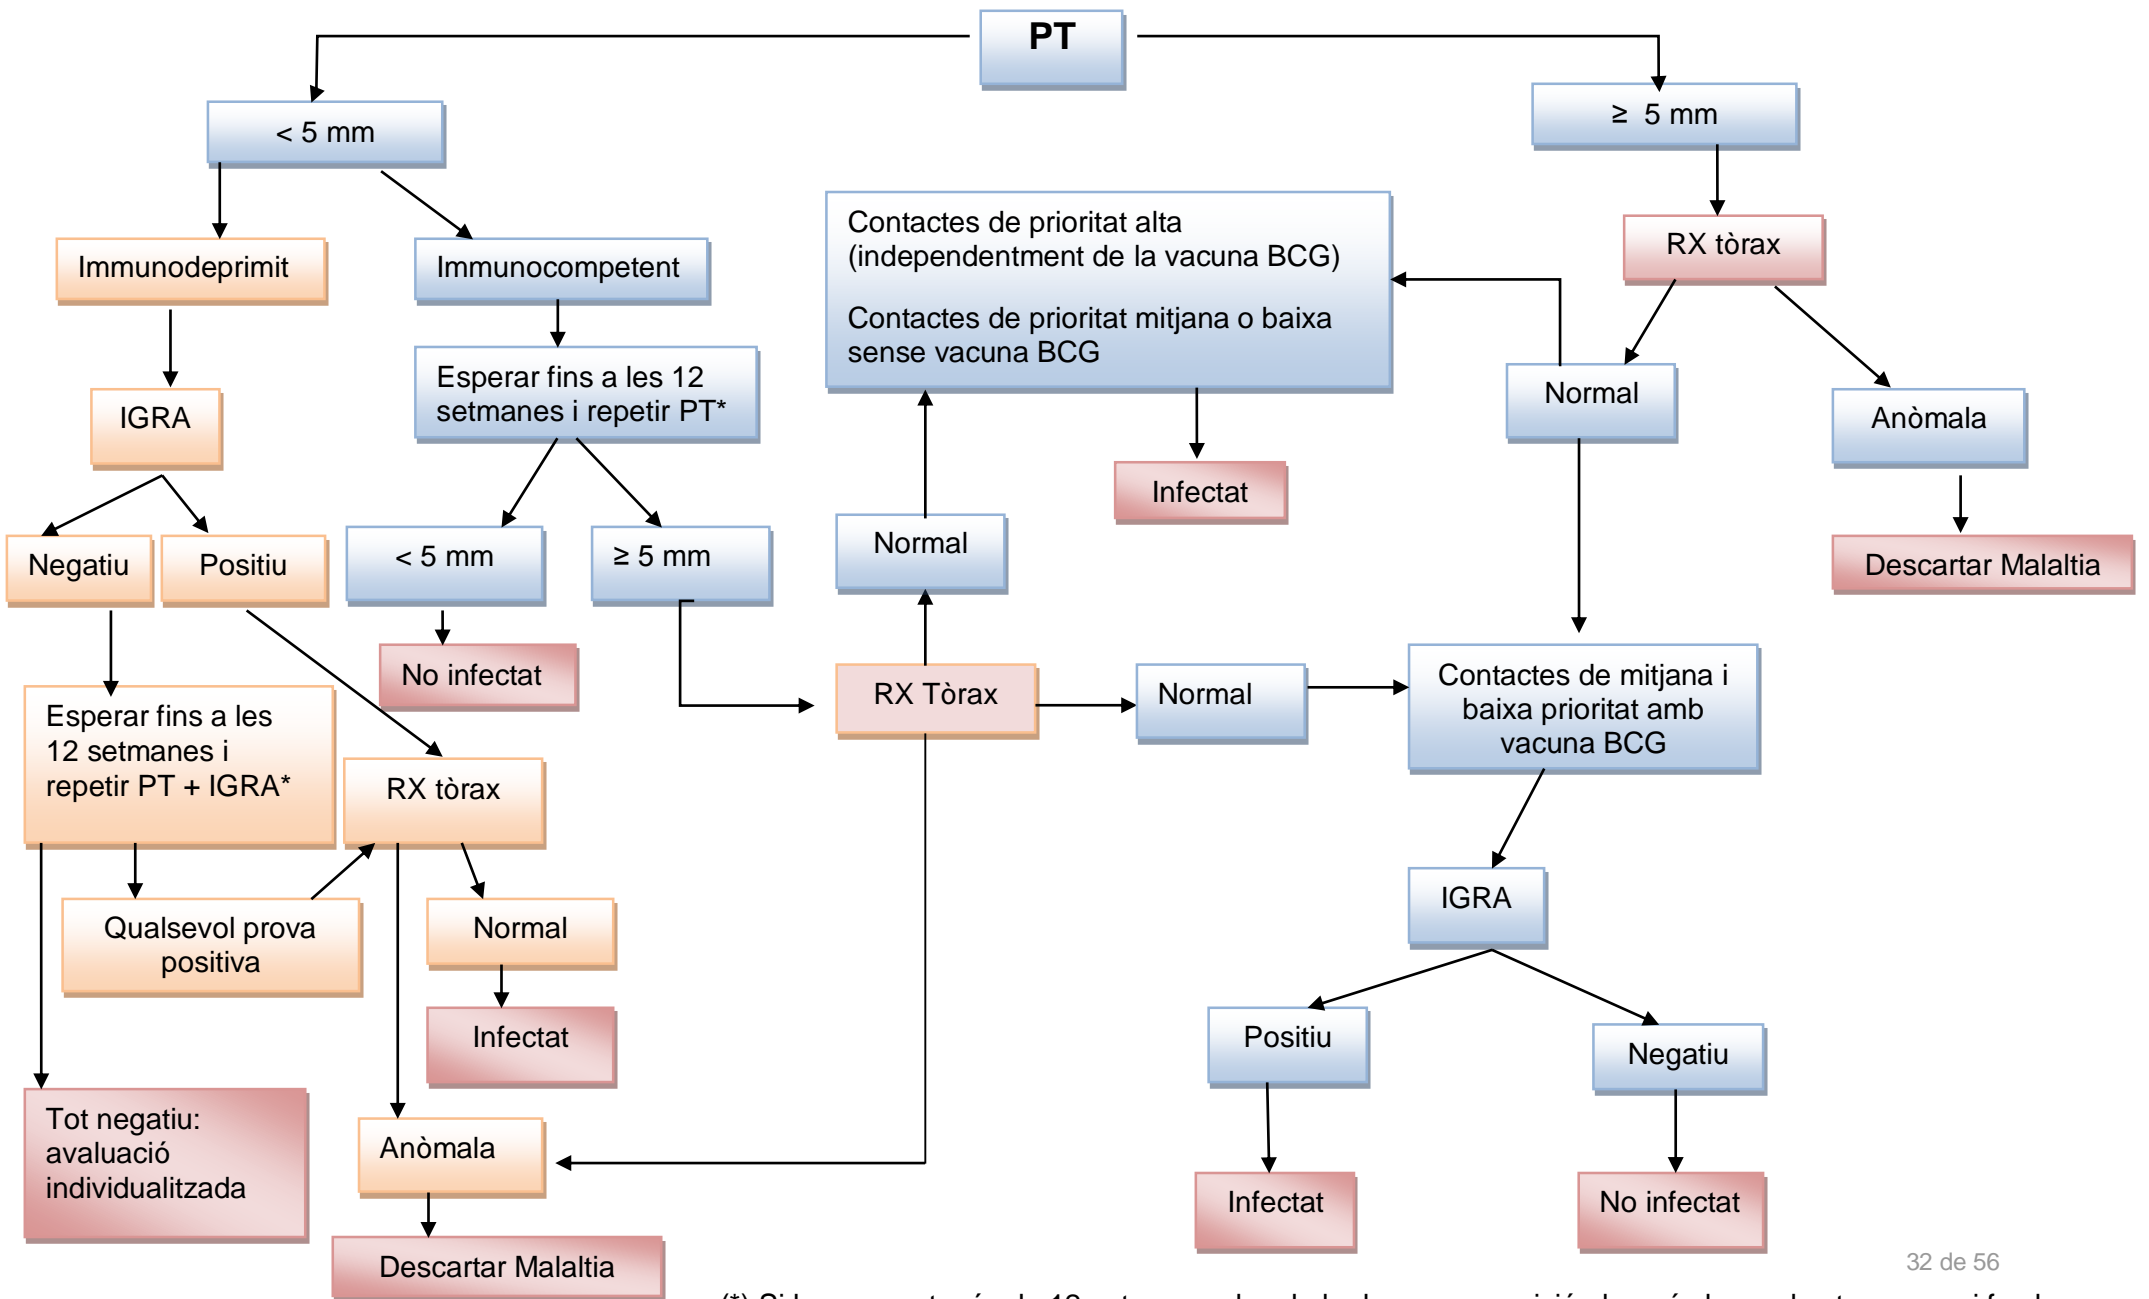 PT
< 5 mm
≥ 5 mm
Immunodeprimit
Immunocompetent
Contactes de prioritat alta
(independentment de la vacuna BCG)
Contactes de prioritat mitjana o baixa
sense vacuna BCG
RX tòrax
IGRA
Esperar fins a les 12
setmanes i repetir PT*
Normal
Anòmala
Infectat
Descartar Malaltia
Negatiu
Positiu
< 5 mm
≥ 5 mm
Normal
No infectat
Esperar fins a les
12 setmanes i
repetir PT + IGRA*
RX tòrax
RX Tòrax
Normal
Contactes de mitjana i
baixa prioritat amb
vacuna BCG
Qualsevol prova
positiva
Normal
IGRA
Infectat
Positiu
Negatiu
Tot negatiu:
avaluació
individualitzada
Anòmala
Infectat
No infectat
Descartar Malaltia
32 de 56